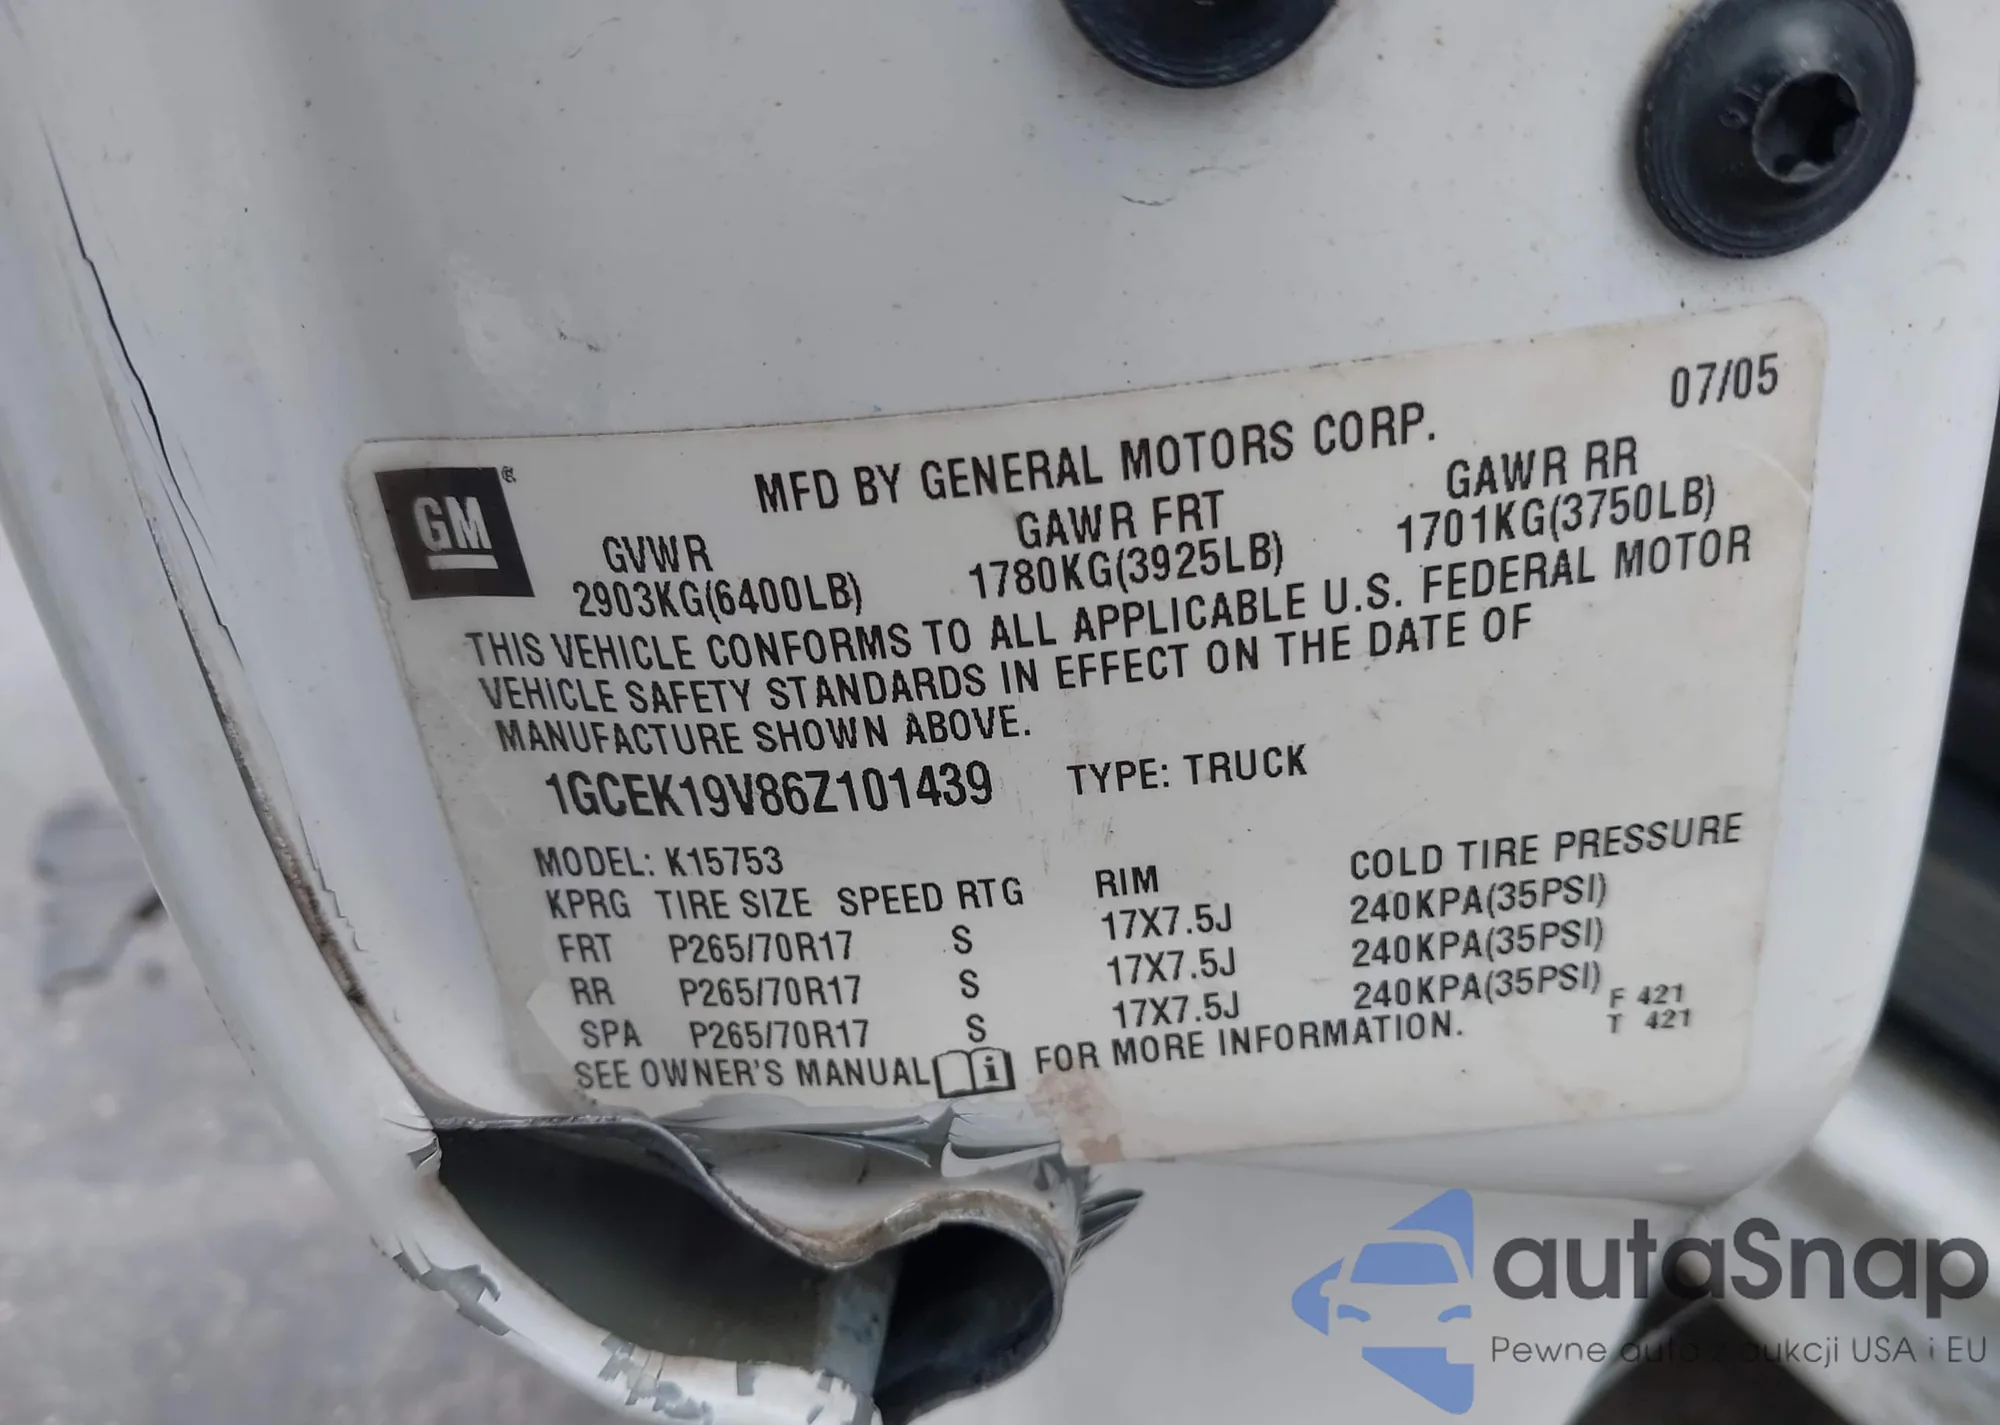 07/05
GM®
MFD BY GENERAL MOTORS CORP.
GVWR GAWR FRT GAWR RR
2903KG(6400LB) 1780KG(3925LB) 1701KG(3750LB)
THIS VEHICLE CONFORMS TO ALL APPLICABLE U.S. FEDERAL MOTOR
VEHICLE SAFETY STANDARDS IN EFFECT ON THE DATE OF
MANUFACTURE SHOWN ABOVE.
1GCEK19V86Z101439 TYPE: TRUCK
MODEL: K15753
KPRG TIRE SIZE SPEED RTG RIM COLD TIRE PRESSURE
FRT P265/70R17 S 17X7.5J 240KPA(35PSI)
RR P265/70R17 S 17X7.5J 240KPA(35PSI)
SPA P265/70R17 S 17X7.5J 240KPA(35PSI)
SEE OWNER'S MANUAL i FOR MORE INFORMATION.
F 421
T 421
autaSnap
Pewne auta z aukcji USA i EU